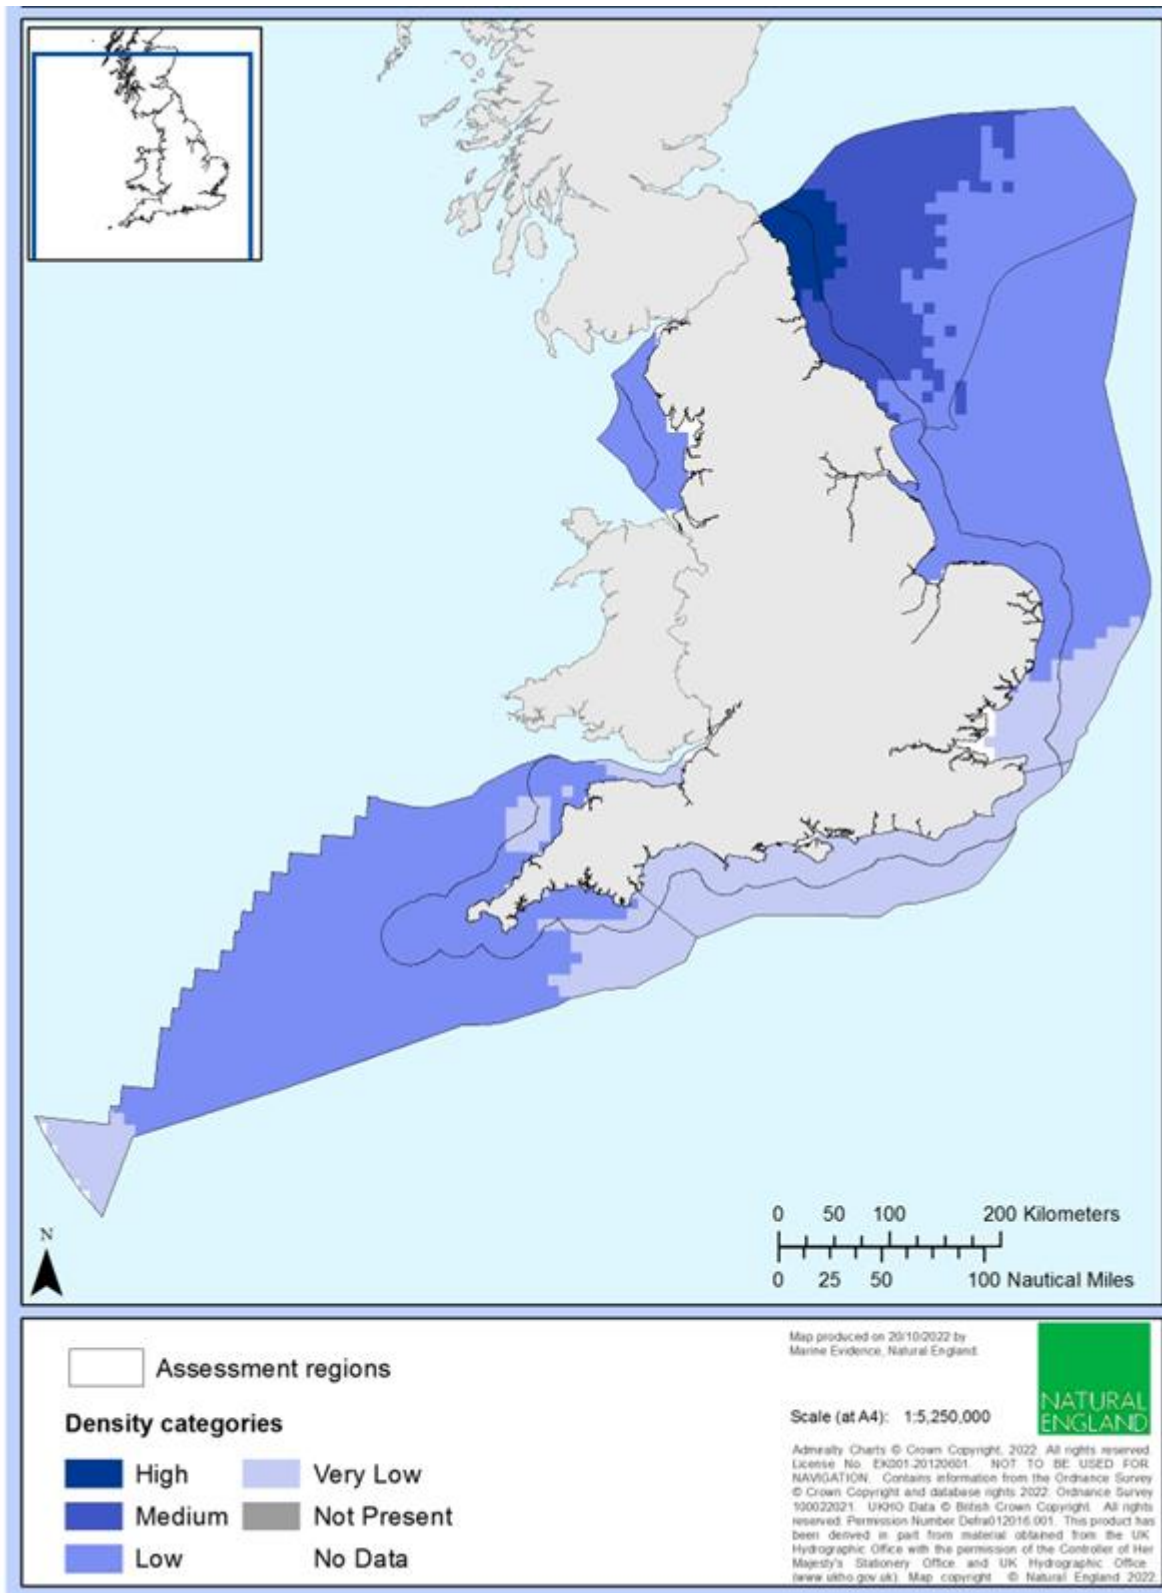 N
0 50 100 200 Kilometers
0 25 50 100 Nautical Miles
Assessment regions
Density categories
High
Medium
Low
Very Low
Not Present
No Data
Map produced on 20/10/2022 by
Marine Evidence, Natural England.
Scale (at A4): 1:5,250,000
NATURAL
ENGLAND
Admiralty Charts © Crown Copyright, 2022. All rights reserved.
License No. EK001-20120601. NOT TO BE USED FOR
NAVIGATION. Contains information from the Ordnance Survey
© Crown Copyright and database rights 2022. Ordnance Survey
100022021. UKHO Data © British Crown Copyright. All rights
reserved. Permission Number Defra012016.001. This product has
been derived in part from material obtained from the UK
Hydrographic Office with the permission of the Controller of Her
Majesty's Stationery Office and UK Hydrographic Office
(www.ukho.gov.uk). Map copyright © Natural England 2022.